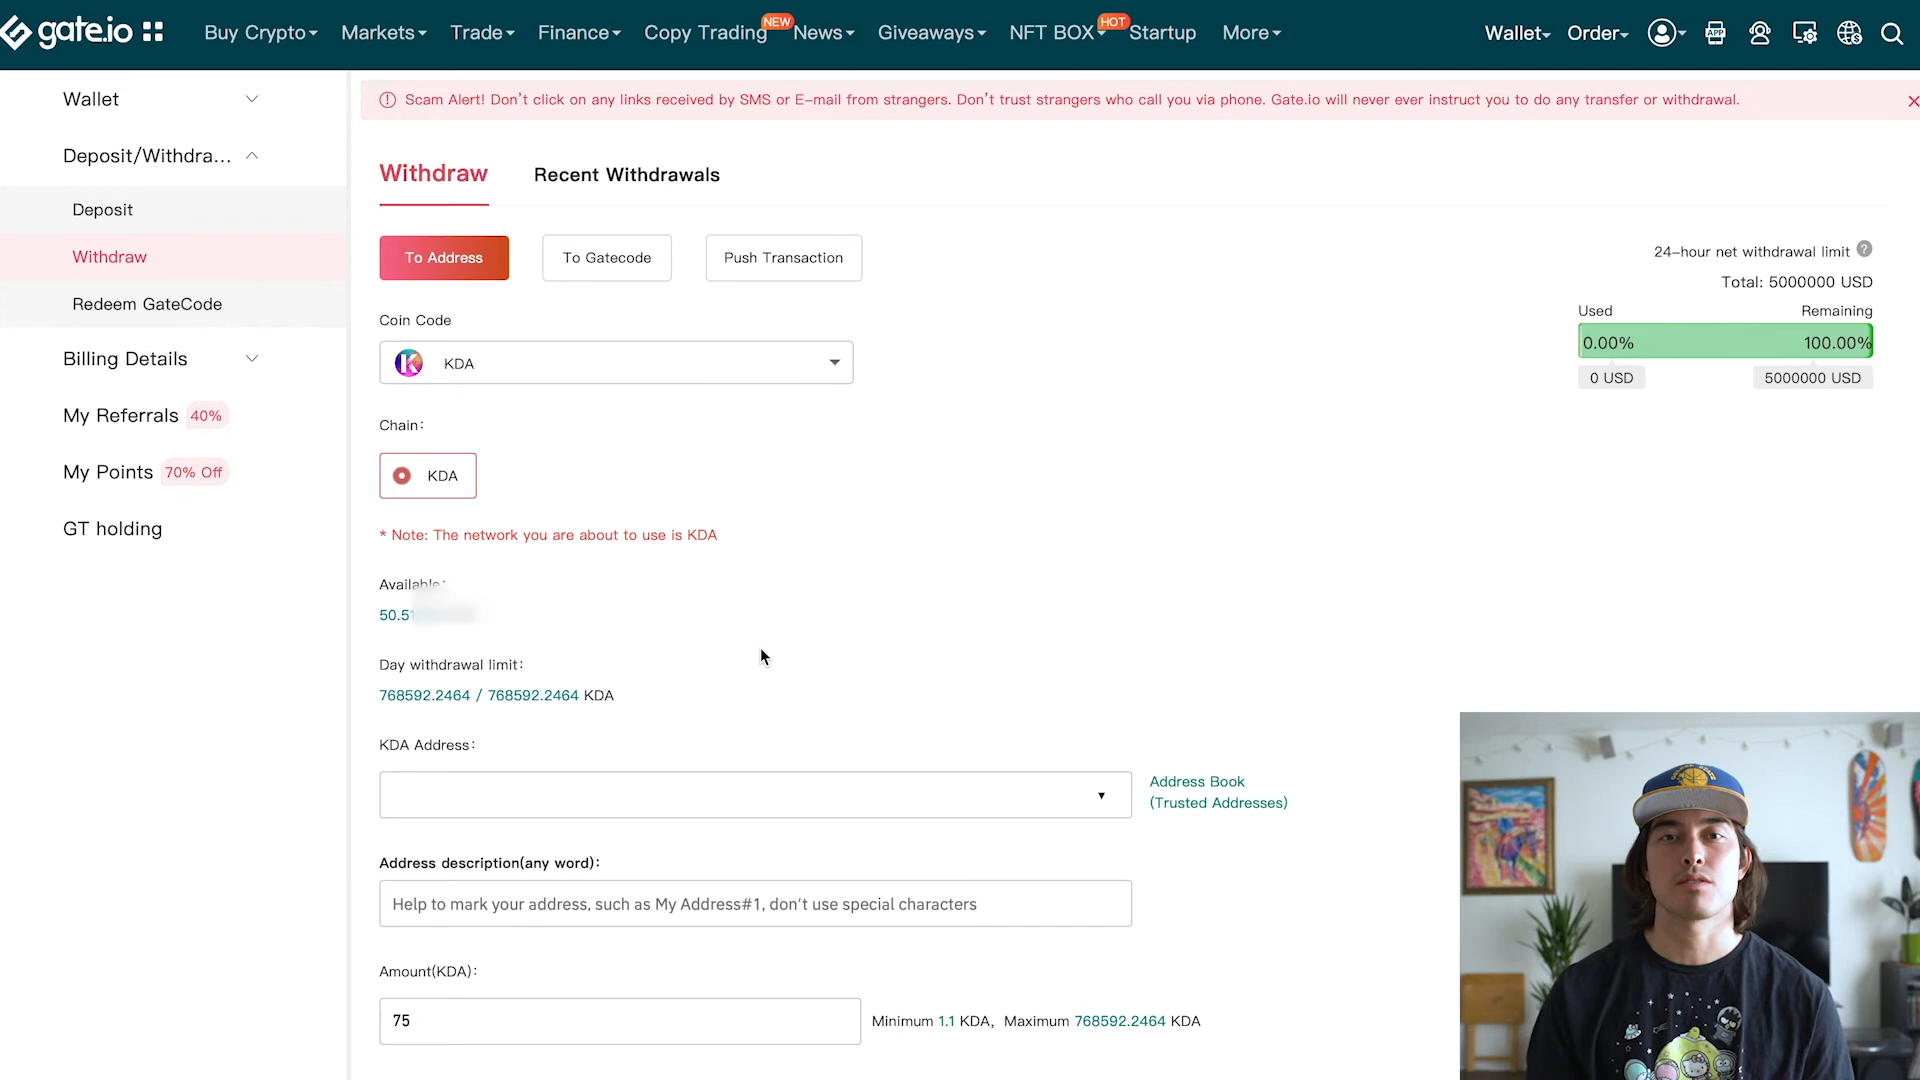 gate.io
Buy Crypto
Markets
Trade
Finance
Copy Trading
NEW
News
Giveaways
NFT BOX
HOT
Startup
More
Wallet
Order
APP
Wallet
Deposit/Withdra...
Deposit
Withdraw
Redeem GateCode
Billing Details
My Referrals 40%
My Points 70% Off
GT holding
Scam Alert! Don't click on any links received by SMS or E-mail from strangers. Don't trust strangers who call you via phone. Gate.io will never ever instruct you to do any transfer or withdrawal.
Withdraw
Recent Withdrawals
To Address
To Gatecode
Push Transaction
24-hour net withdrawal limit ?
Total: 5000000 USD
Used
Remaining
0.00%
100.00%
0 USD
5000000 USD
Coin Code
KDA
Chain:
KDA
* Note: The network you are about to use is KDA
Available:
50.51
Day withdrawal limit:
768592.2464 / 768592.2464 KDA
KDA Address:
Address Book
(Trusted Addresses)
Address description(any word):
Help to mark your address, such as My Address#1, don't use special characters
Amount(KDA):
75
Minimum 1.1 KDA, Maximum 768592.2464 KDA